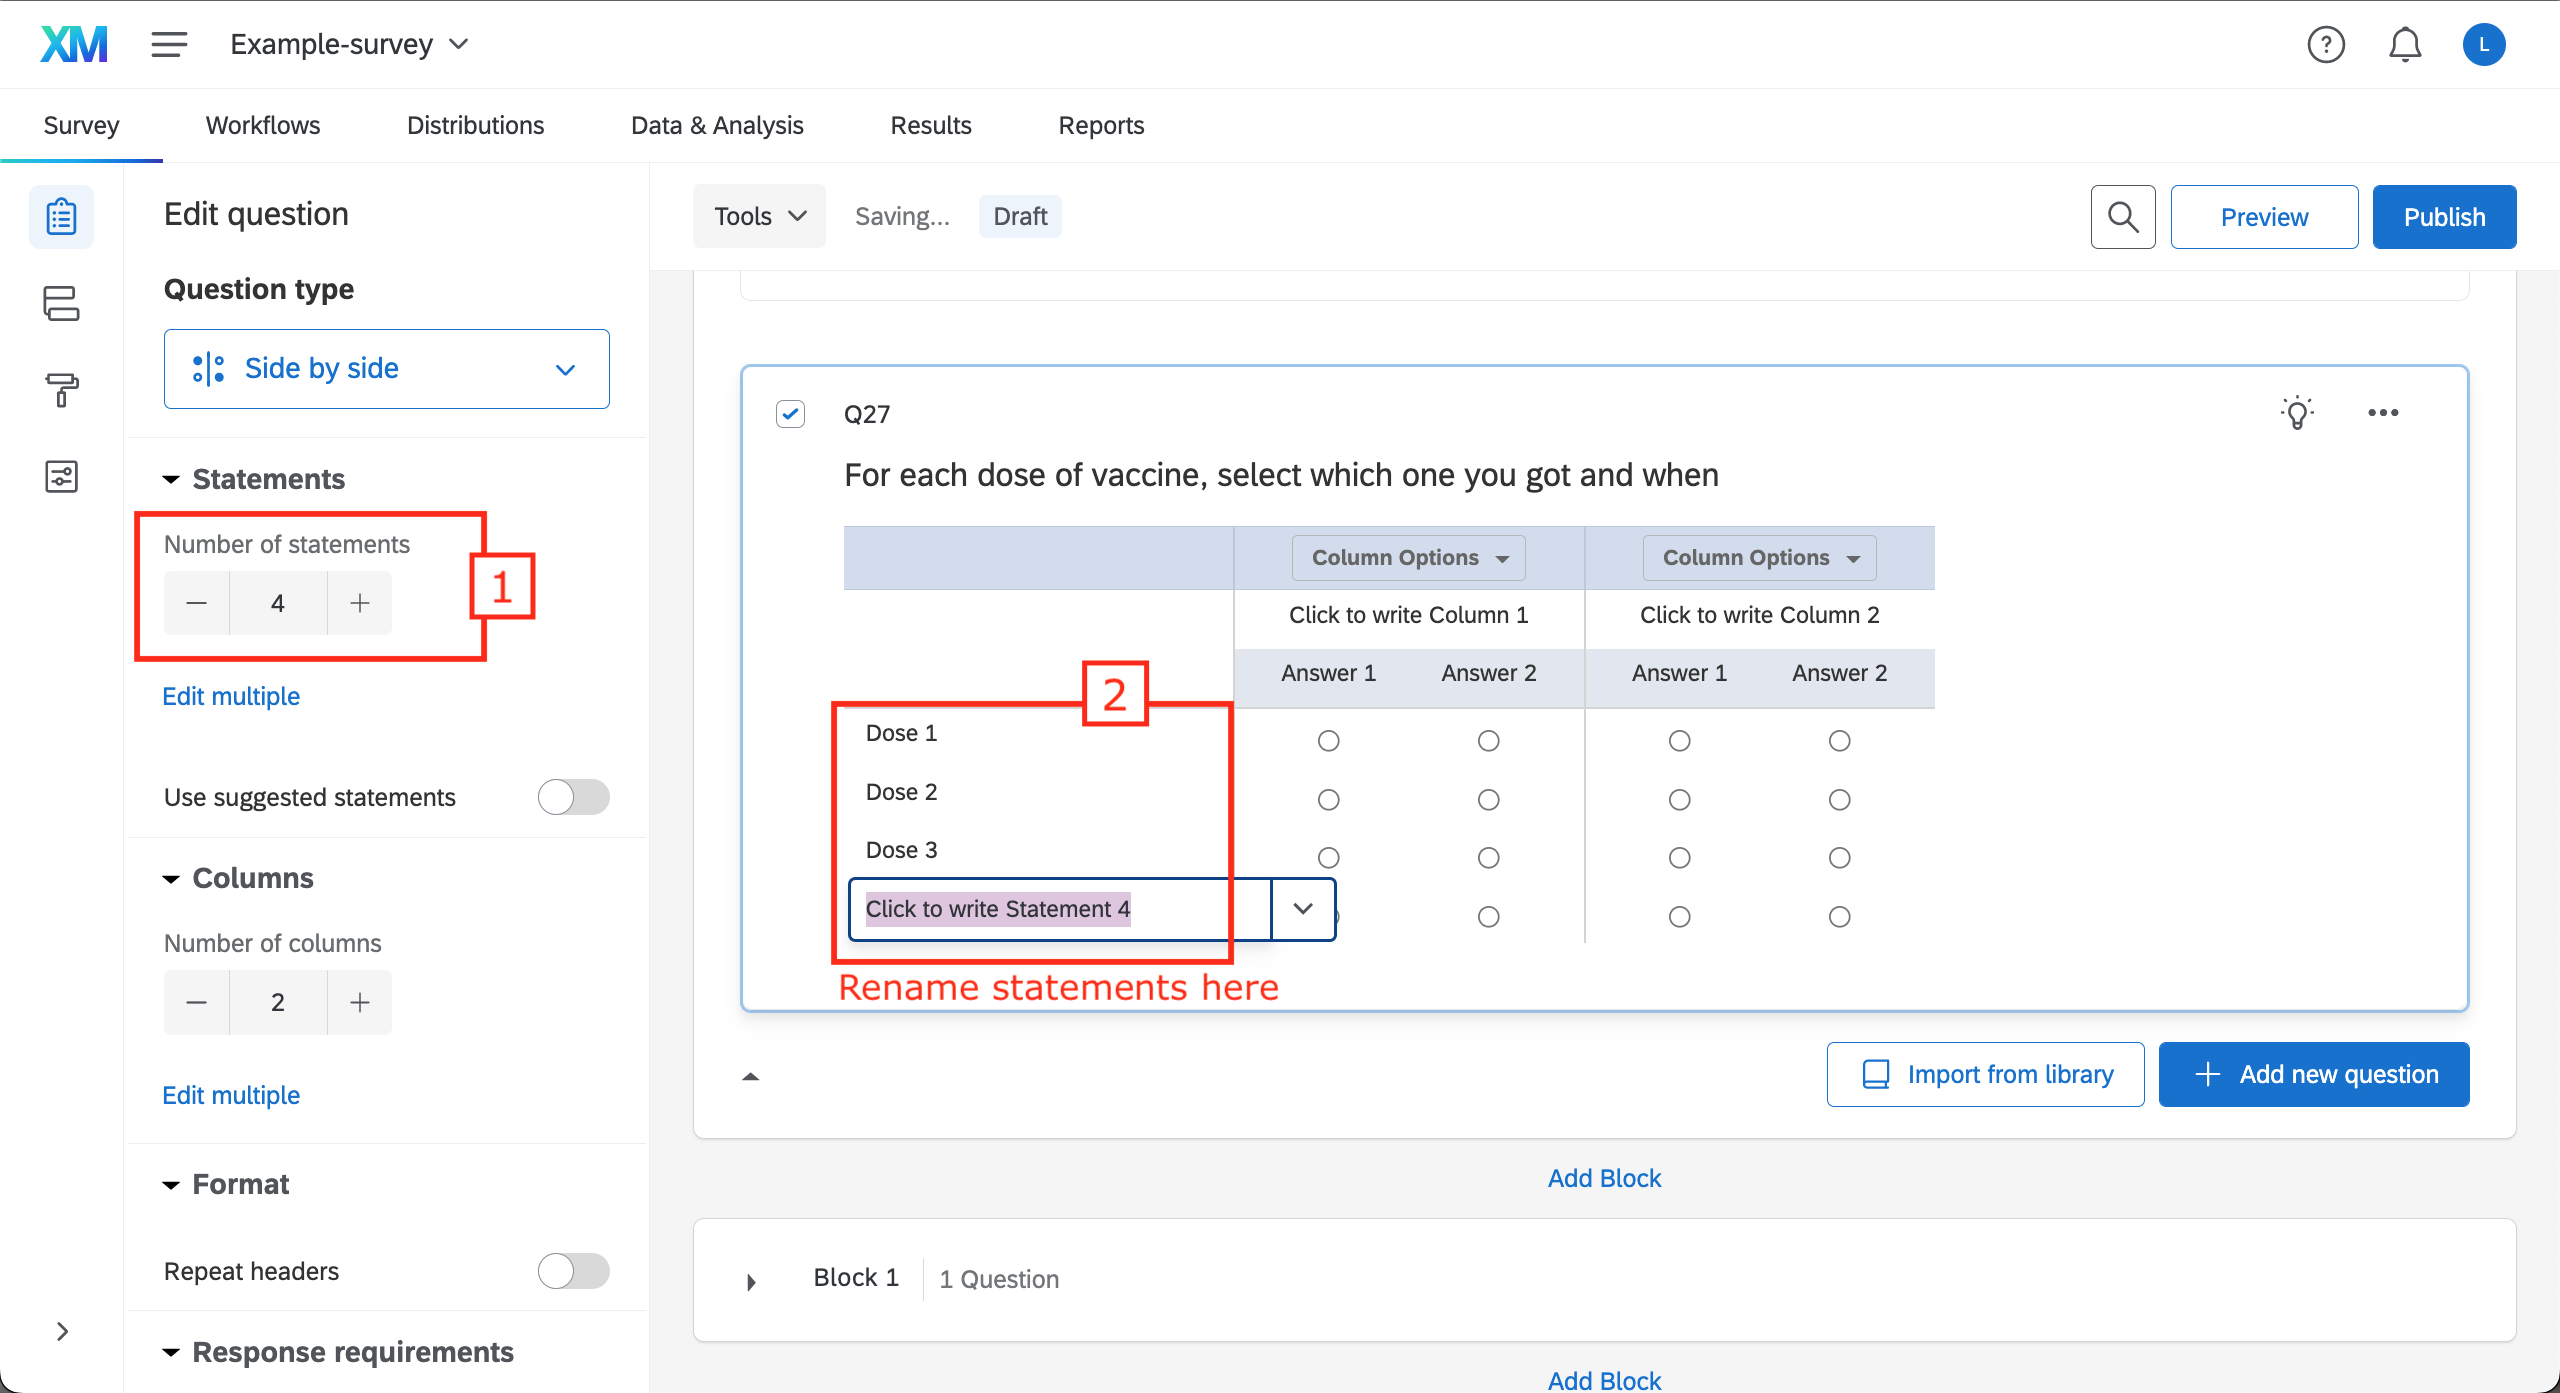 XM Example-survey ? L
Survey Workflows Distributions Data & Analysis Results Reports
Edit question
Tools Saving... Draft Preview Publish
Question type
Side by side
Statements
Number of statements
4
1
Edit multiple
Use suggested statements
Columns
Number of columns
2
Edit multiple
Format
Repeat headers
Response requirements
Q27
For each dose of vaccine, select which one you got and when
Column Options Column Options
Click to write Column 1 Click to write Column 2
Answer 1 Answer 2 Answer 1 Answer 2
2
Dose 1
Dose 2
Dose 3
Click to write Statement 4
Rename statements here
Import from library Add new question
Add Block
Block 1 1 Question
Add Block